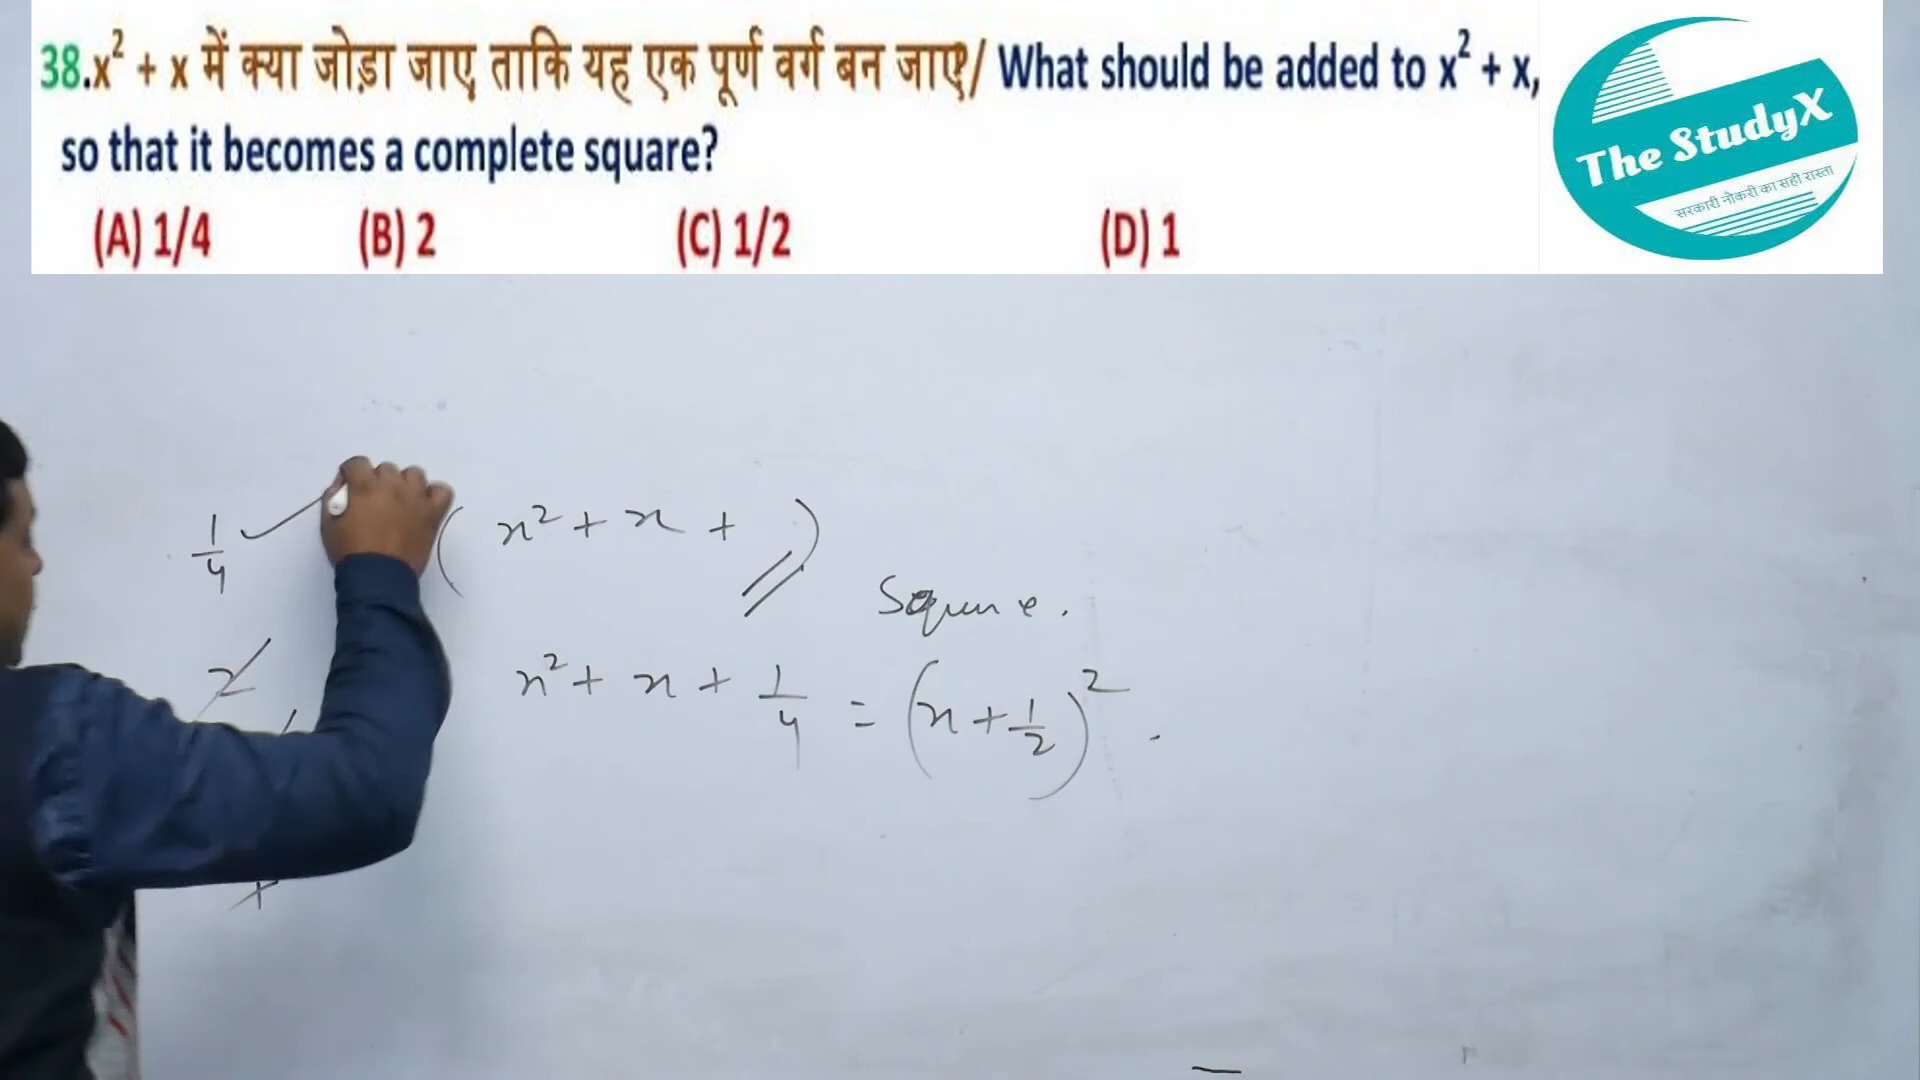 38.x² + x में क्या जोड़ा जाए ताकि यह एक पूर्ण वर्ग बन जाए?/ What should be added to x² + x,
so that it becomes a complete square?
(A) 1/4 (B) 2 (C) 1/2 (D) 1
The StudyX
सरकारी नौकरी का सही रास्ता
1/4 ✓ ( x² + x + )
Square.
2 x² + x + 1/4 = (x + 1/2)² .